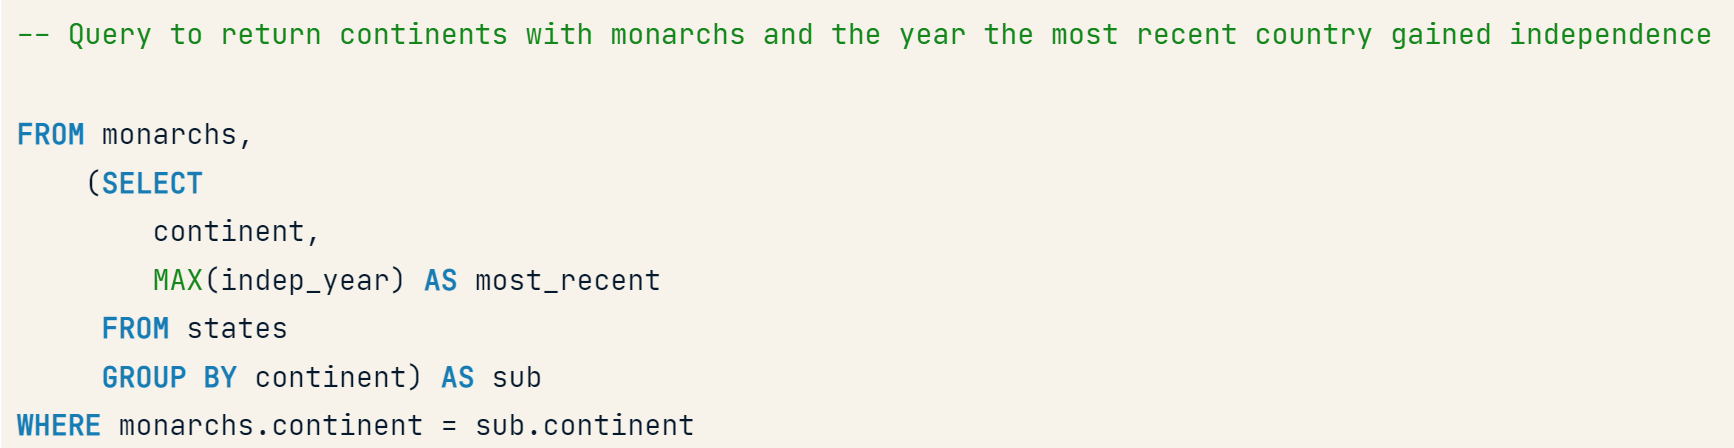 -- Query to return continents with monarchs and the year the most recent country gained independence
FROM monarchs,
(SELECT
continent,
MAX(indep_year) AS most_recent
FROM states
GROUP BY continent) AS sub
WHERE monarchs.continent = sub.continent